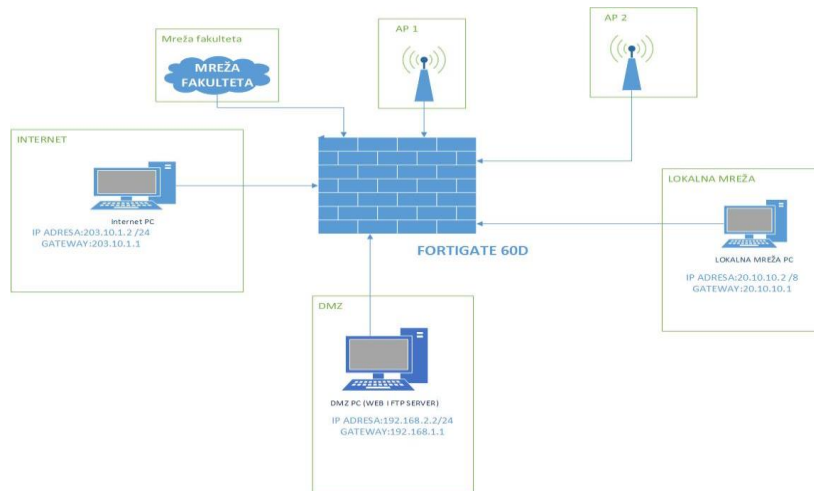 Mreža fakulteta
MREŽA
FAKULTETA
AP 1
AP 2
INTERNET
Internet PC
IP ADRESA:203.10.1.2 /24
GATEWAY:203.10.1.1
FORTIGATE 60D
LOKALNA MREŽA
LOKALNA MREŽA PC
IP ADRESA:20.10.10.2 /8
GATEWAY:20.10.10.1
DMZ
DMZ PC (WEB I FTP SERVER)
IP ADRESA:192.168.2.2/24
GATEWAY:192.168.1.1